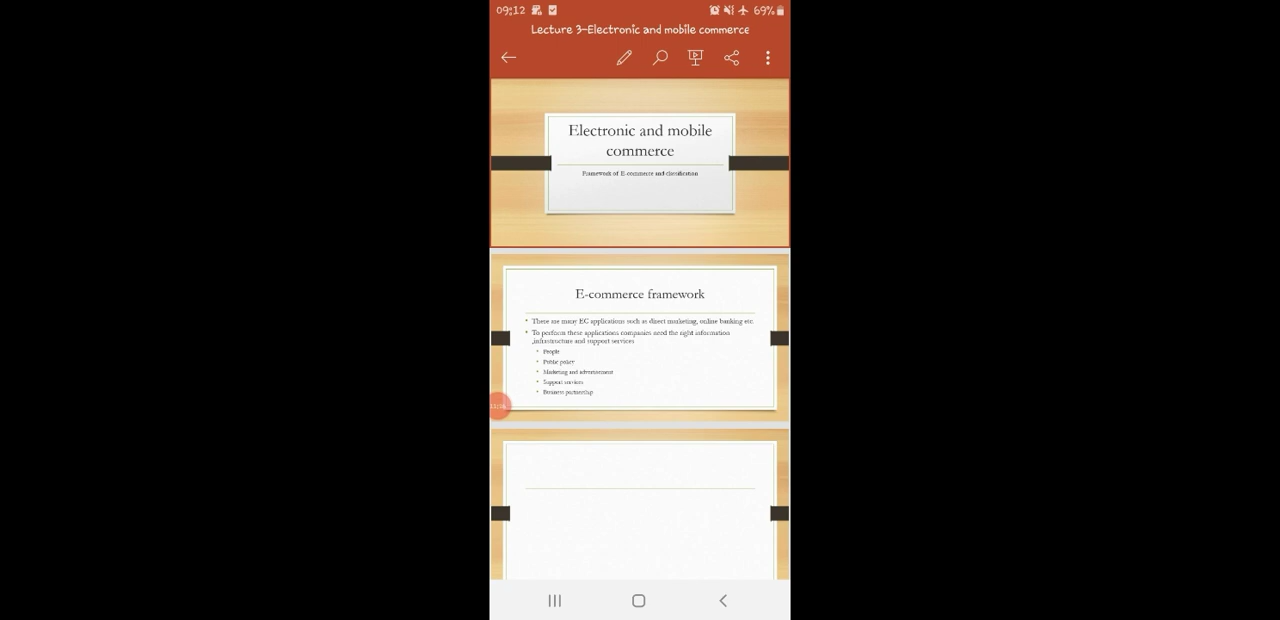 09:12
69%
Lecture 3-Electronic and mobile commerce
Electronic and mobile
commerce
Framework of E-commerce and classification
E-commerce framework
• There are many EC applications such as direct marketing, online banking etc.
• To perform these applications companies need the right information
,infrastructure and support services
• People
• Public policy
• Marketing and advertisement
• Support services
• Business partnership